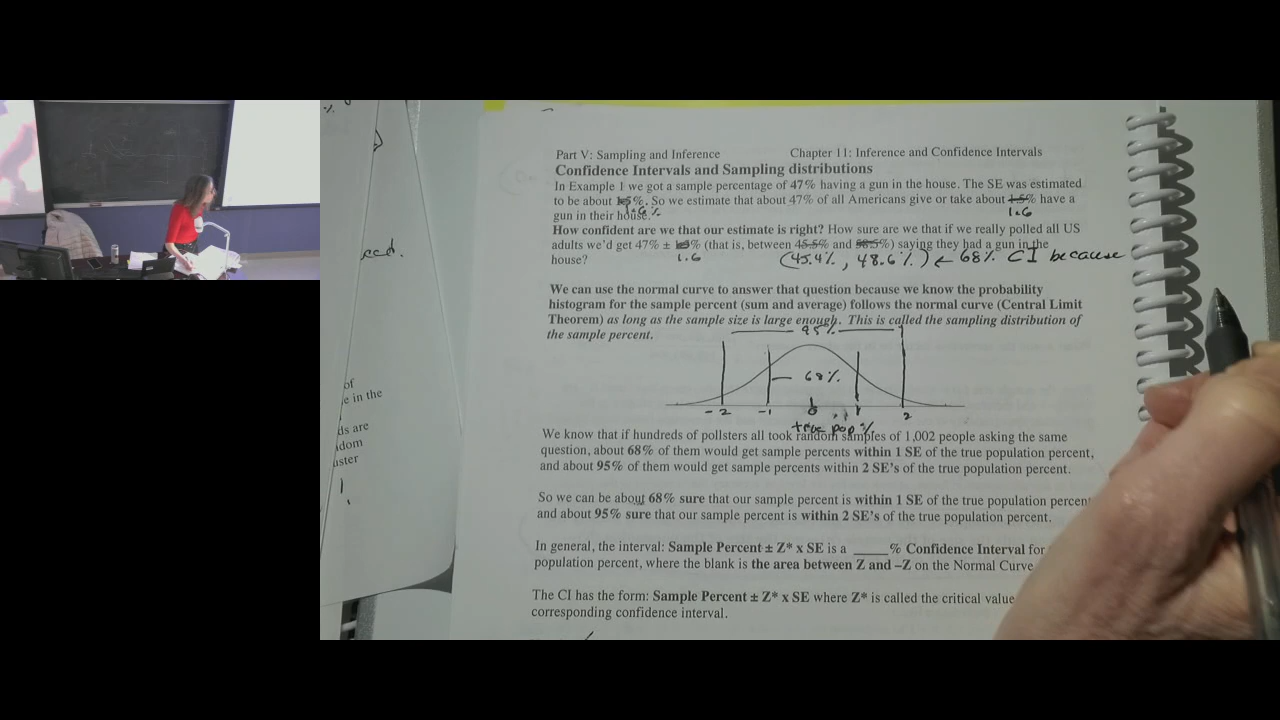 ced.
of
e in the
ds are
dom
uster
Part V: Sampling and Inference Chapter 11: Inference and Confidence Intervals
Confidence Intervals and Sampling distributions
In Example 1 we got a sample percentage of 47% having a gun in the house. The SE was estimated
to be about %. So we estimate that about 47% of all Americans give or take about 1.5% have a
1.6% 1.6
gun in their house.
How confident are we that our estimate is right? How sure are we that if we really polled all US
adults we'd get 47% ± % (that is, between 45.5% and %) saying they had a gun in the
house? 1.6 (45.4%, 48.6%) ← 68% CI because
We can use the normal curve to answer that question because we know the probability
histogram for the sample percent (sum and average) follows the normal curve (Central Limit
Theorem) as long as the sample size is large enough. This is called the sampling distribution of
the sample percent.
95%
68%
-2 -1 0 1 2
true pop %
We know that if hundreds of pollsters all took random samples of 1,002 people asking the same
question, about 68% of them would get sample percents within 1 SE of the true population percent,
and about 95% of them would get sample percents within 2 SE's of the true population percent.
So we can be about 68% sure that our sample percent is within 1 SE of the true population percent
and about 95% sure that our sample percent is within 2 SE's of the true population percent.
In general, the interval: Sample Percent ± Z* x SE is a ____% Confidence Interval for
population percent, where the blank is the area between Z and –Z on the Normal Curve
The CI has the form: Sample Percent ± Z* x SE where Z* is called the critical value
corresponding confidence interval.